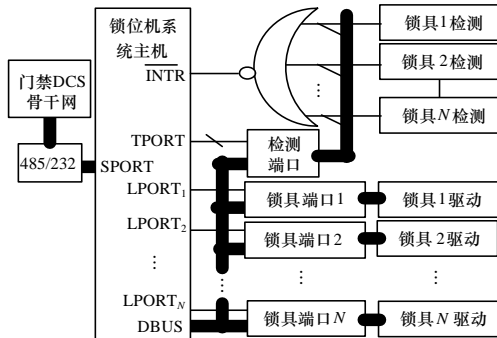 锁位机系
统主机
INTR
门禁DCS
骨干网
485/232
SPORT
TPORT
LPORT1
LPORT2
⋮
LPORTN
DBUS
锁具1检测
锁具2检测
⋮
锁具N检测
检测
端口
锁具端口1
锁具1驱动
锁具端口2
锁具2驱动
⋮
⋮
⋮
锁具端口N
锁具N驱动